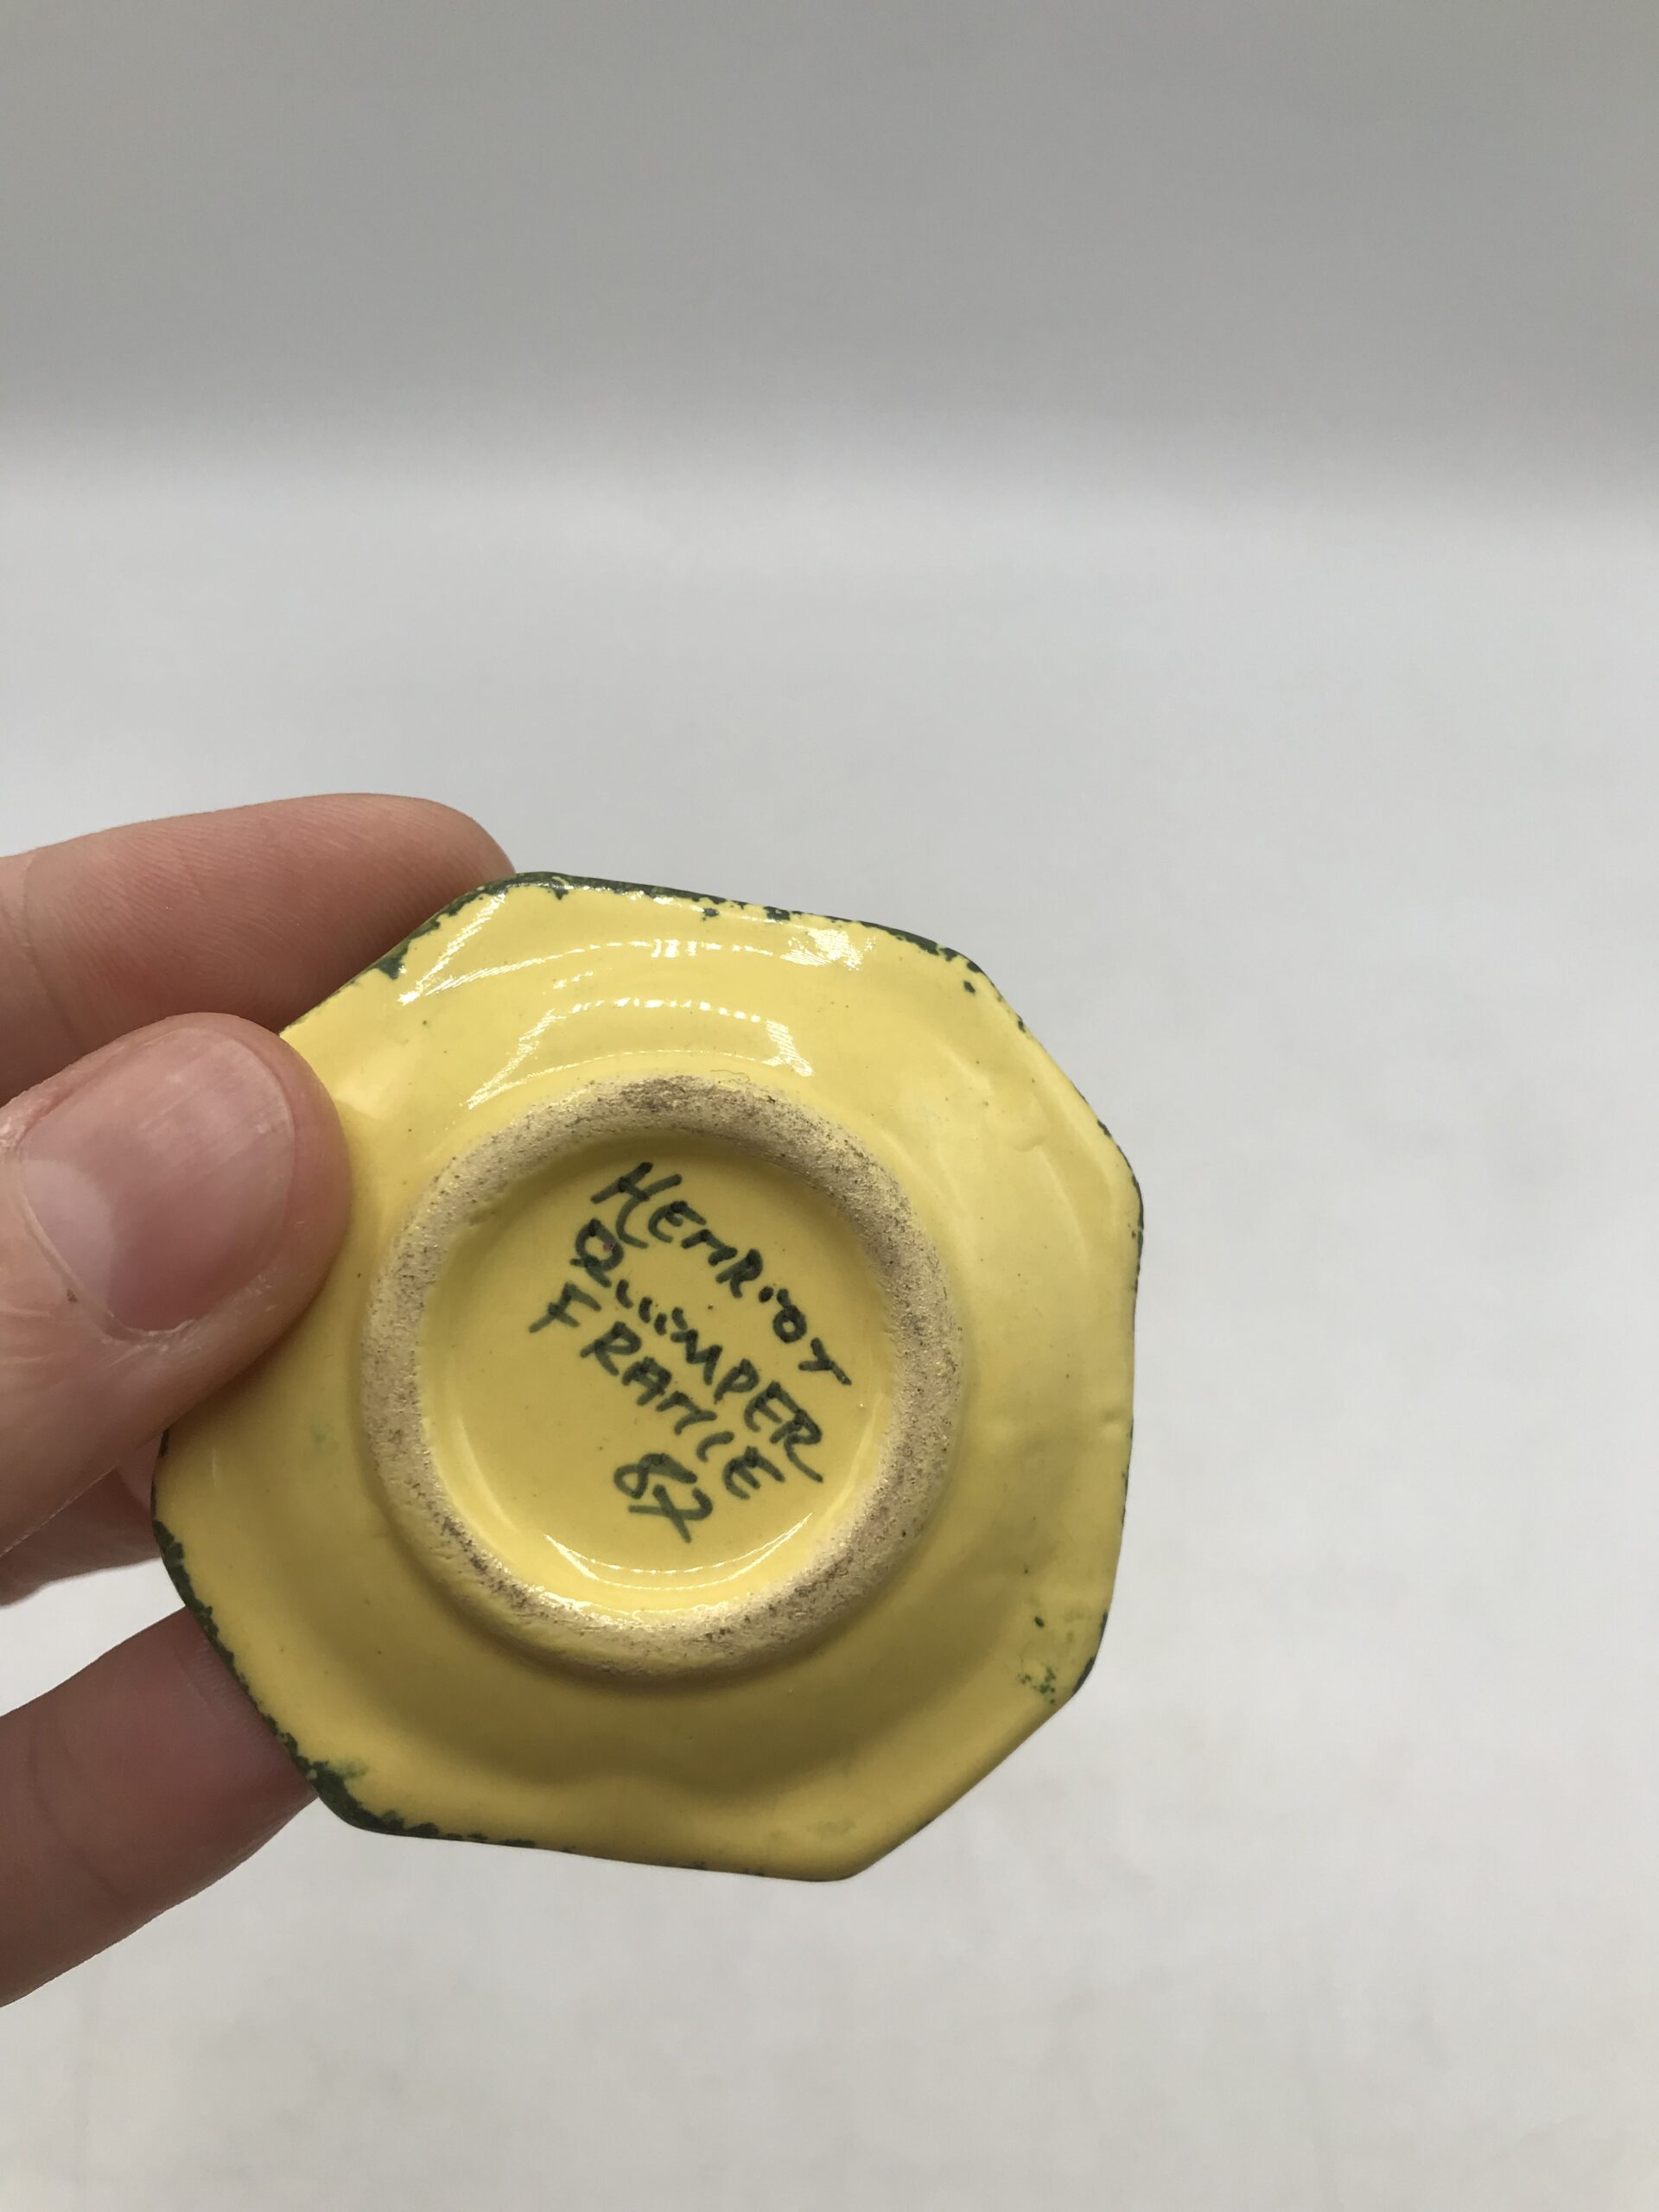 HENRIOT
QUIMPER
FRANCE
87